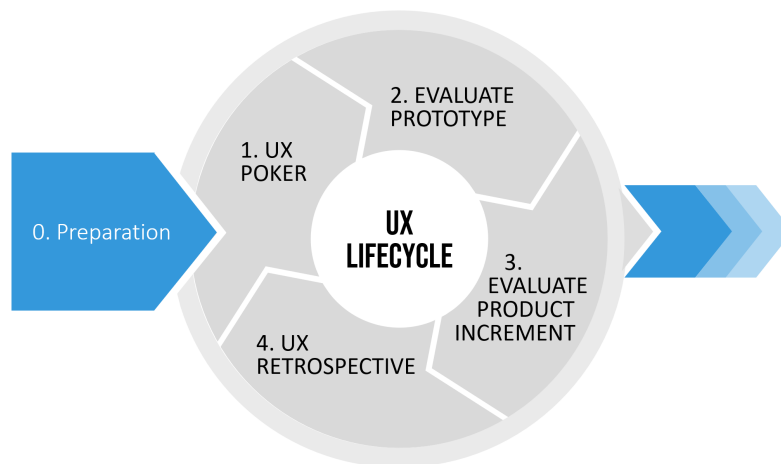 0. Preparation
1. UX
POKER
2. EVALUATE
PROTOTYPE
3.
EVALUATE
PRODUCT
INCREMENT
4. UX
RETROSPECTIVE
UX
LIFECYCLE